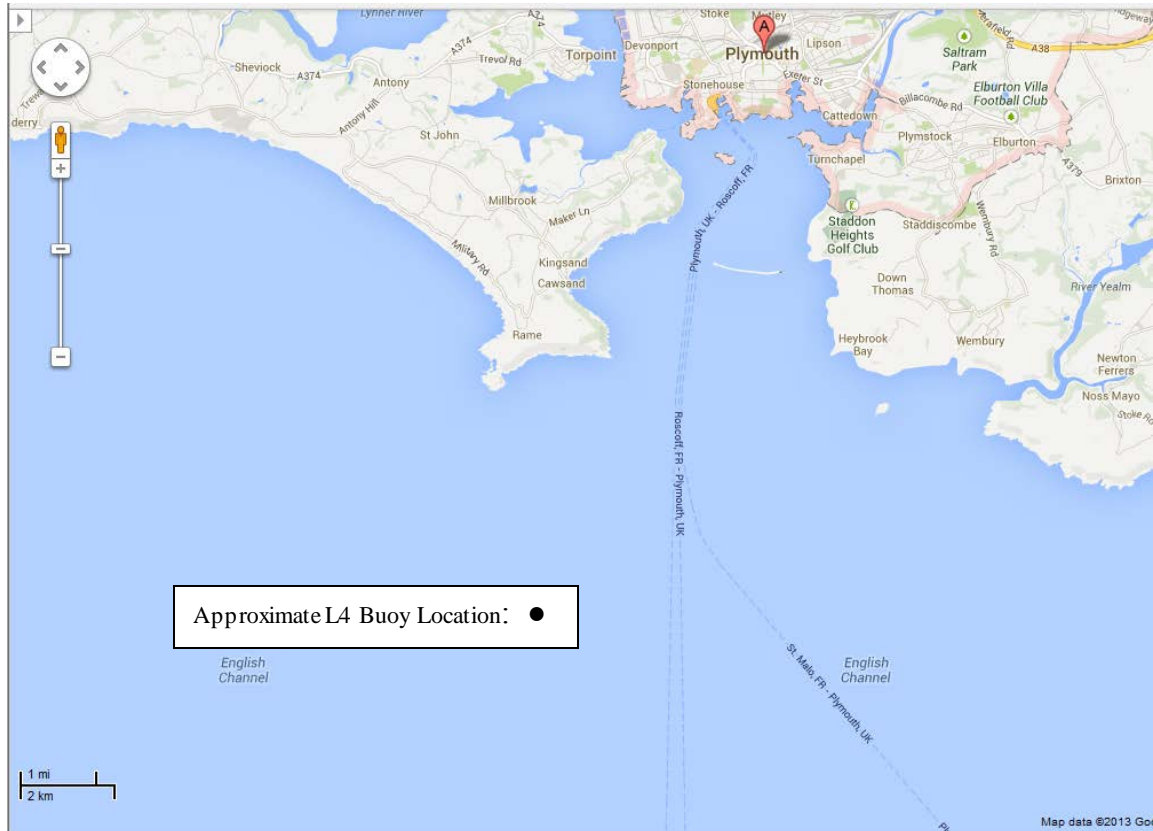 Lynher River
Stoke
Mutley
A38
A
Devonport
Plymouth
Lipson
Saltram
Park
A374
Trevol Rd
Torpoint
Sheviock
A374
Antony
Stonehouse
Exeter St
Elburton Villa
Football Club
Billacombe Rd
derry
Antony Hill
Cattedown
St John
Plymstock
Elburton
Turnchapel
A379
Brixton
Millbrook
Maker Ln
Plymouth, UK - Roscoff, FR
Staddon
Heights
Golf Club
Staddiscombe
Wembury Rd
Military Rd
Kingsand
Cawsand
Down
Thomas
River Yealm
Rame
Heybrook
Bay
Wembury
Newton
Ferrers
Noss Mayo
Stoke Rd
Roscoff, FR - Plymouth, UK
Approximate L4 Buoy Location: ●
English
Channel
English
Channel
St. Malo, FR - Plymouth, UK
1 mi
2 km
Map data ©2013 Goo